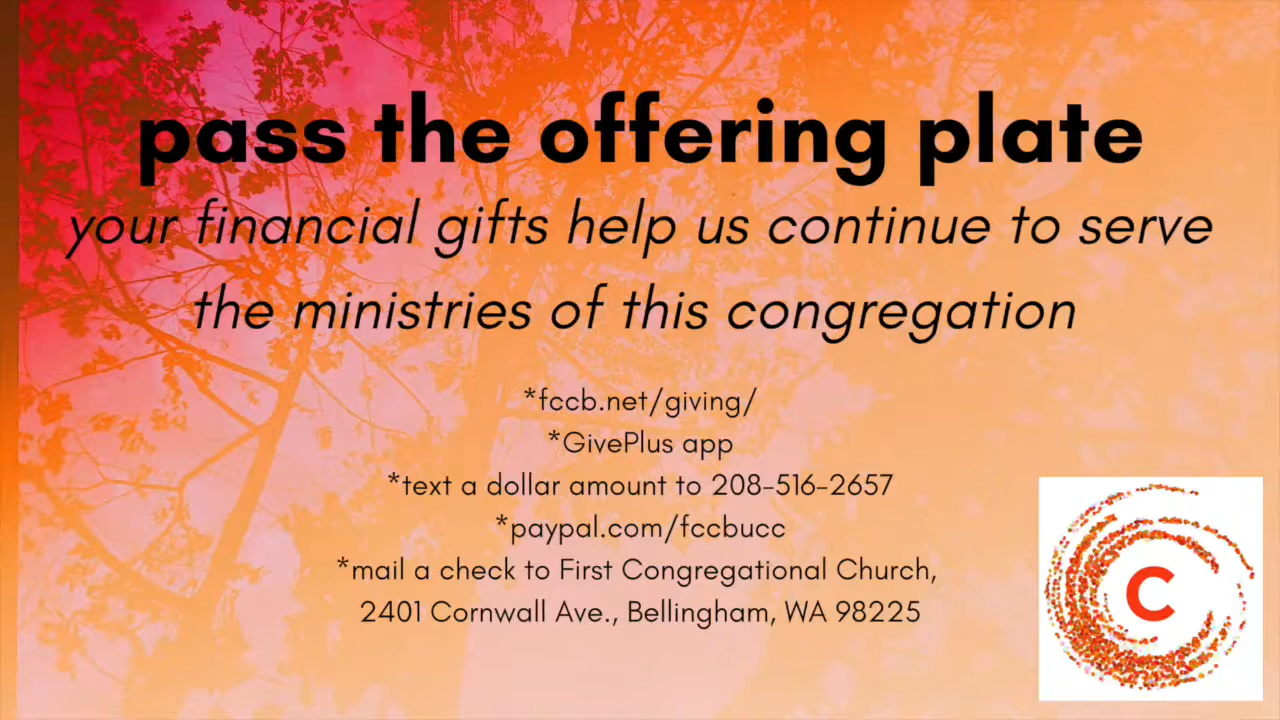 pass the offering plate
your financial gifts help us continue to serve
the ministries of this congregation
*fccb.net/giving/
*GivePlus app
*text a dollar amount to 208-516-2657
*paypal.com/fccbucc
*mail a check to First Congregational Church,
2401 Cornwall Ave., Bellingham, WA 98225
C